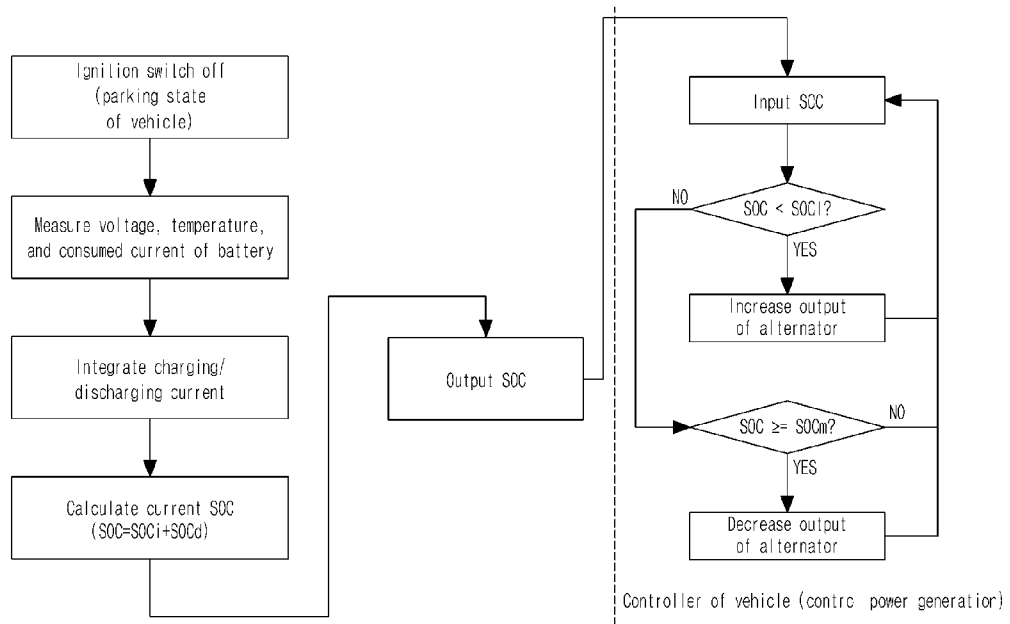 Ignilion switch off
(parking state
of vehicle)
Measure voltage, temperature,
and consumed current of battery
Integrate charging/
discharging current
Calculate current SOC
(SOC=SOCi+SOCd)
Output SOC
Input SOC
SOC < SOCl?
NO
YES
Increase output
of alternator
SOC ≥= SOCm?
NO
YES
Decrease output
of alternator
Controller of vehicle (contrc power generation)